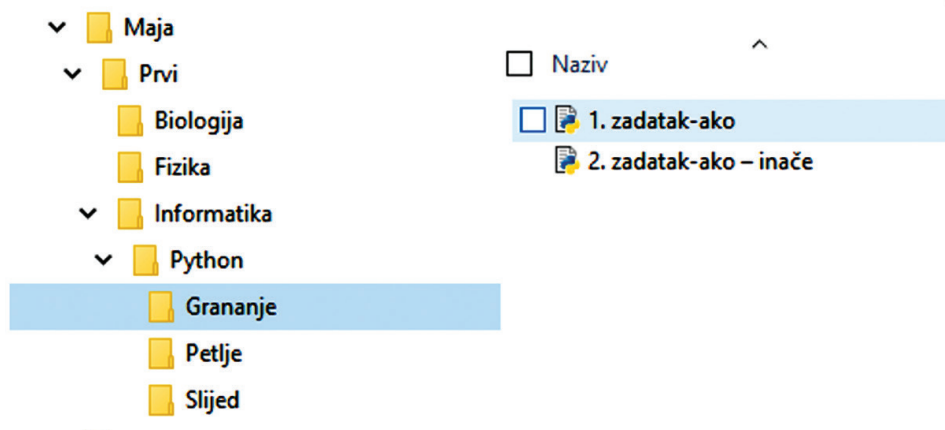 Maja
Prvi
Biologija
Fizika
Informatika
Python
Grananje
Petlje
Slijed
Naziv
1. zadatak-ako
2. zadatak-ako – inače